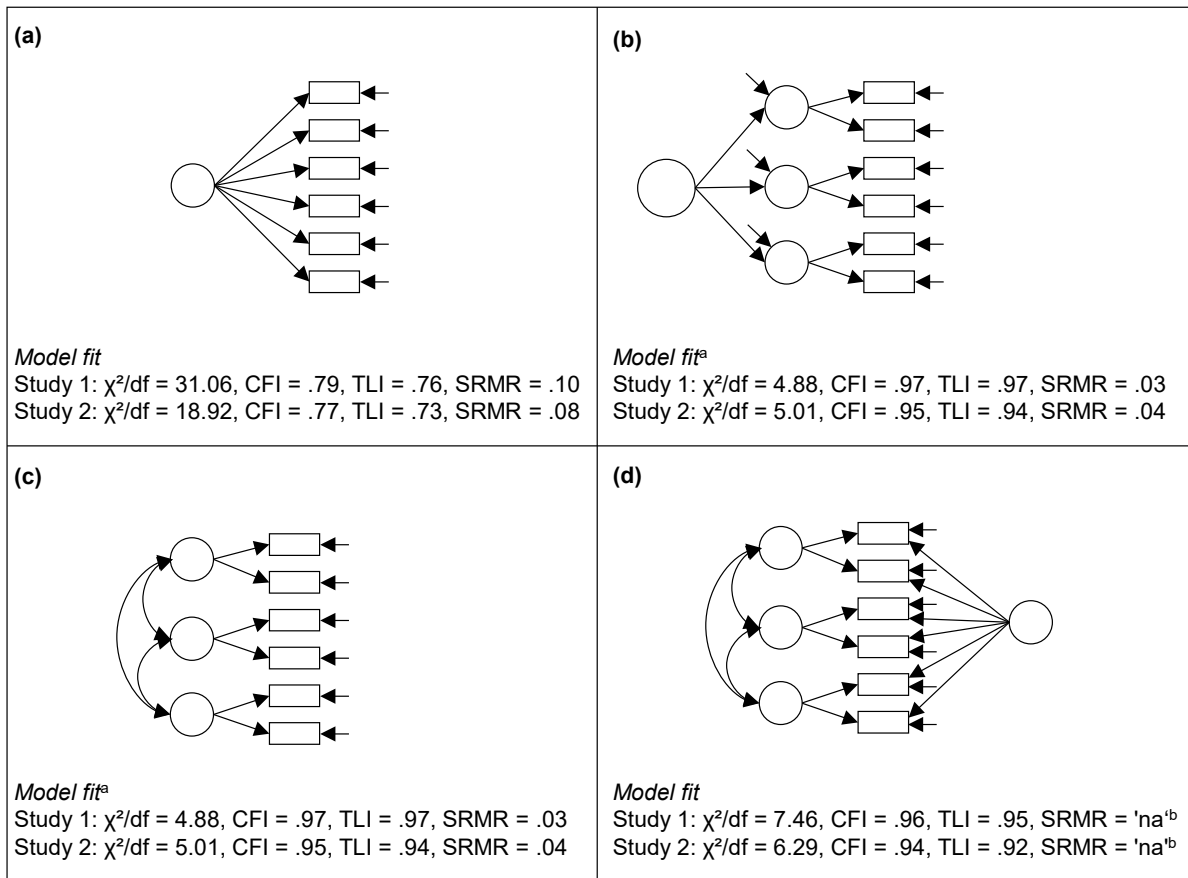 (a)
Model fit
Study 1: χ²/df = 31.06, CFI = .79, TLI = .76, SRMR = .10
Study 2: χ²/df = 18.92, CFI = .77, TLI = .73, SRMR = .08
(b)
Model fitᵃ
Study 1: χ²/df = 4.88, CFI = .97, TLI = .97, SRMR = .03
Study 2: χ²/df = 5.01, CFI = .95, TLI = .94, SRMR = .04
(c)
Model fitᵃ
Study 1: χ²/df = 4.88, CFI = .97, TLI = .97, SRMR = .03
Study 2: χ²/df = 5.01, CFI = .95, TLI = .94, SRMR = .04
(d)
Model fit
Study 1: χ²/df = 7.46, CFI = .96, TLI = .95, SRMR = 'na‘ᵇ
Study 2: χ²/df = 6.29, CFI = .94, TLI = .92, SRMR = 'na'ᵇ